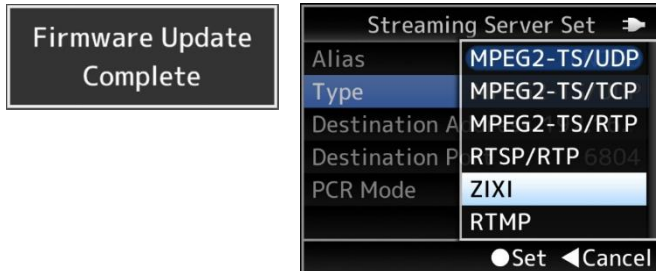 Firmware Update
Complete
Streaming Server Set
Alias
MPEG2-TS/UDP
Type
MPEG2-TS/TCP
Destination A
MPEG2-TS/RTP
Destination P
RTSP/RTP
6804
PCR Mode
ZIXI
RTMP
●Set ◀Cancel